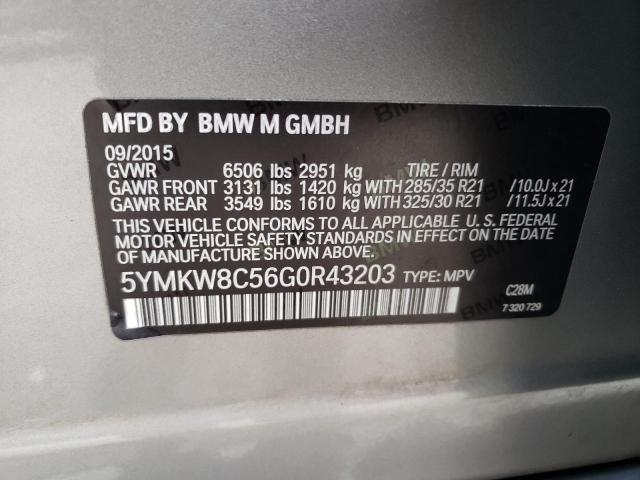 MFD BY BMW M GMBH
09/2015
GVWR 6506 lbs 2951 kg TIRE / RIM
GAWR FRONT 3131 lbs 1420 kg WITH 285/35 R21 /10.0J x 21
GAWR REAR 3549 lbs 1610 kg WITH 325/30 R21 /11.5J x 21
THIS VEHICLE CONFORMS TO ALL APPLICABLE U. S. FEDERAL
MOTOR VEHICLE SAFETY STANDARDS IN EFFECT ON THE DATE
OF MANUFACTURE SHOWN ABOVE.
5YMKW8C56G0R43203 TYPE: MPV
C28M
7 320 729